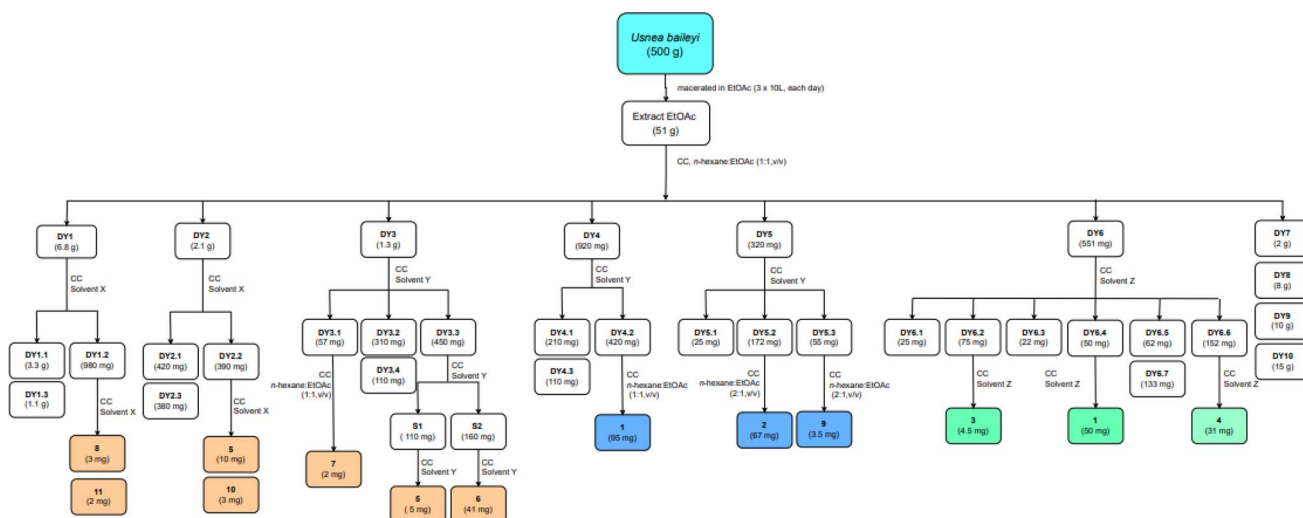 Usnea baileyi
(500 g)
macerated in EtOAc (3 x 10L, each day)
Extract EtOAc
(51 g)
CC, n-hexane:EtOAc (1:1,v/v)
DY1
(6.8 g)
DY2
(2.1 g)
DY3
(1.3 g)
DY4
(920 mg)
DY5
(320 mg)
DY6
(551 mg)
DY7
(2 g)
DY8
(8 g)
DY9
(10 g)
DY10
(15 g)
CC
Solvent X
CC
Solvent X
CC
Solvent Y
CC
Solvent Y
CC
Solvent Y
CC
Solvent Z
DY1.1
(3.3 g)
DY1.2
(980 mg)
DY1.3
(1.1 g)
CC
Solvent X
8
(3 mg)
11
(2 mg)
DY2.1
(420 mg)
DY2.2
(390 mg)
DY2.3
(380 mg)
CC
Solvent X
5
(10 mg)
10
(3 mg)
DY3.1
(57 mg)
DY3.2
(310 mg)
DY3.3
(450 mg)
DY3.4
(110 mg)
CC
n-hexane:EtOAc
(1:1,v/v)
7
(2 mg)
CC
Solvent Y
S1
( 110 mg)
S2
(160 mg)
CC
Solvent Y
CC
Solvent Y
5
( 5 mg)
6
(41 mg)
DY4.1
(210 mg)
DY4.2
(420 mg)
DY4.3
(110 mg)
CC
n-hexane:EtOAc
(1:1,v/v)
1
(95 mg)
DY5.1
(25 mg)
DY5.2
(172 mg)
DY5.3
(55 mg)
CC
n-hexane:EtOAc
(2:1,v/v)
CC
n-hexane:EtOAc
(2:1,v/v)
2
(67 mg)
9
(3.5 mg)
DY6.1
(25 mg)
DY6.2
(75 mg)
DY6.3
(22 mg)
DY6.4
(50 mg)
DY6.5
(62 mg)
DY6.6
(152 mg)
DY6.7
(133 mg)
CC
Solvent Z
CC
Solvent Z
CC
Solvent Z
3
(4.5 mg)
1
(50 mg)
4
(31 mg)